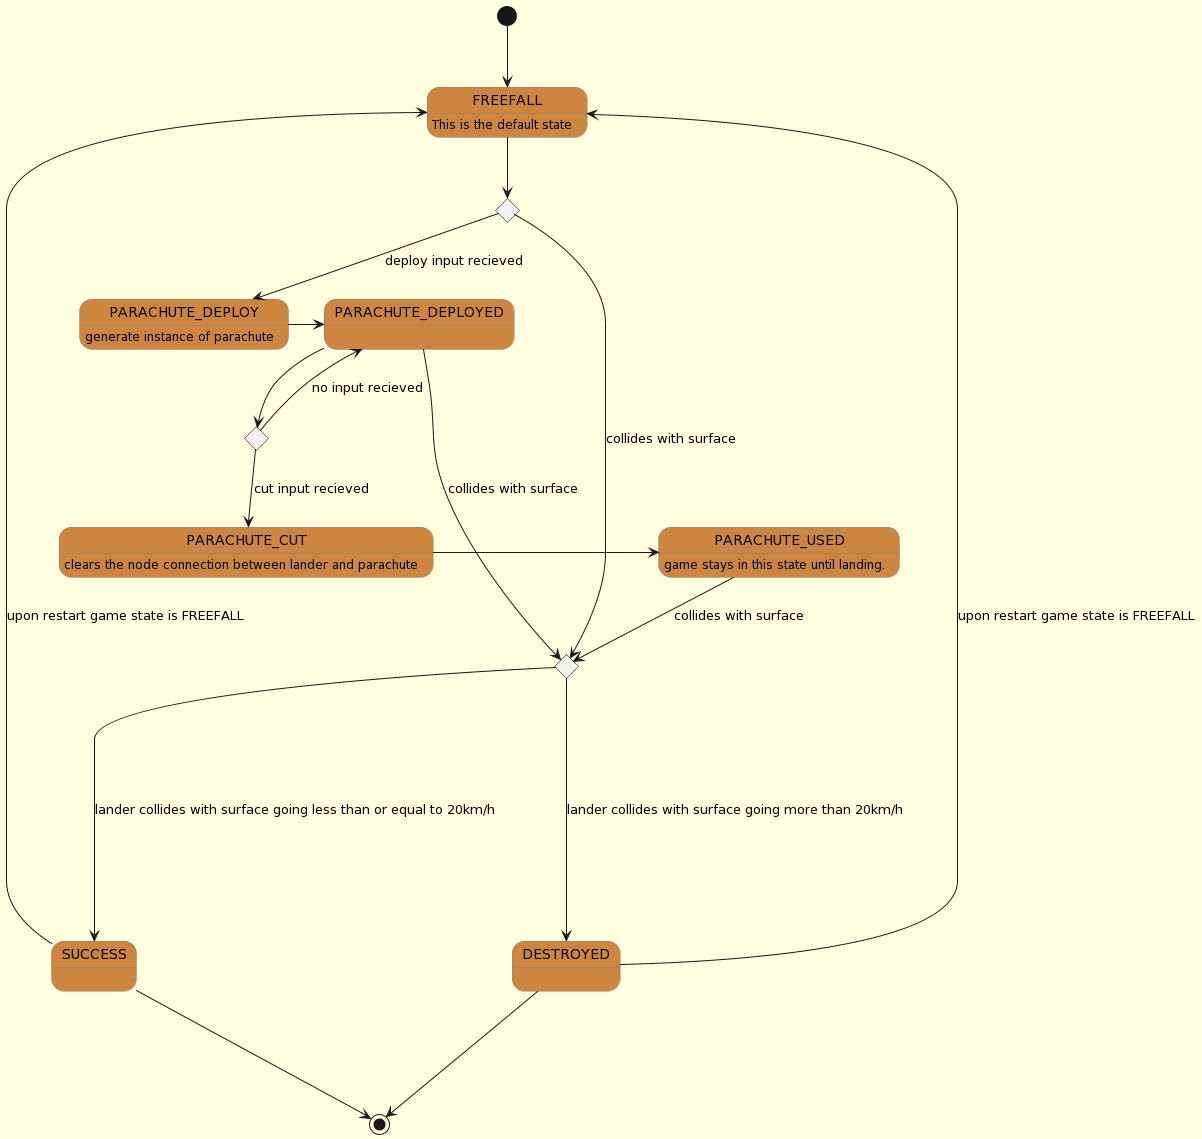 FREEFALL
This is the default state
deploy input recieved
PARACHUTE_DEPLOY
generate instance of parachute
PARACHUTE_DEPLOYED
no input recieved
collides with surface
cut input recieved
collides with surface
PARACHUTE_CUT
clears the node connection between lander and parachute
PARACHUTE_USED
game stays in this state until landing.
upon restart game state is FREEFALL
collides with surface
upon restart game state is FREEFALL
lander collides with surface going less than or equal to 20km/h
lander collides with surface going more than 20km/h
SUCCESS
DESTROYED